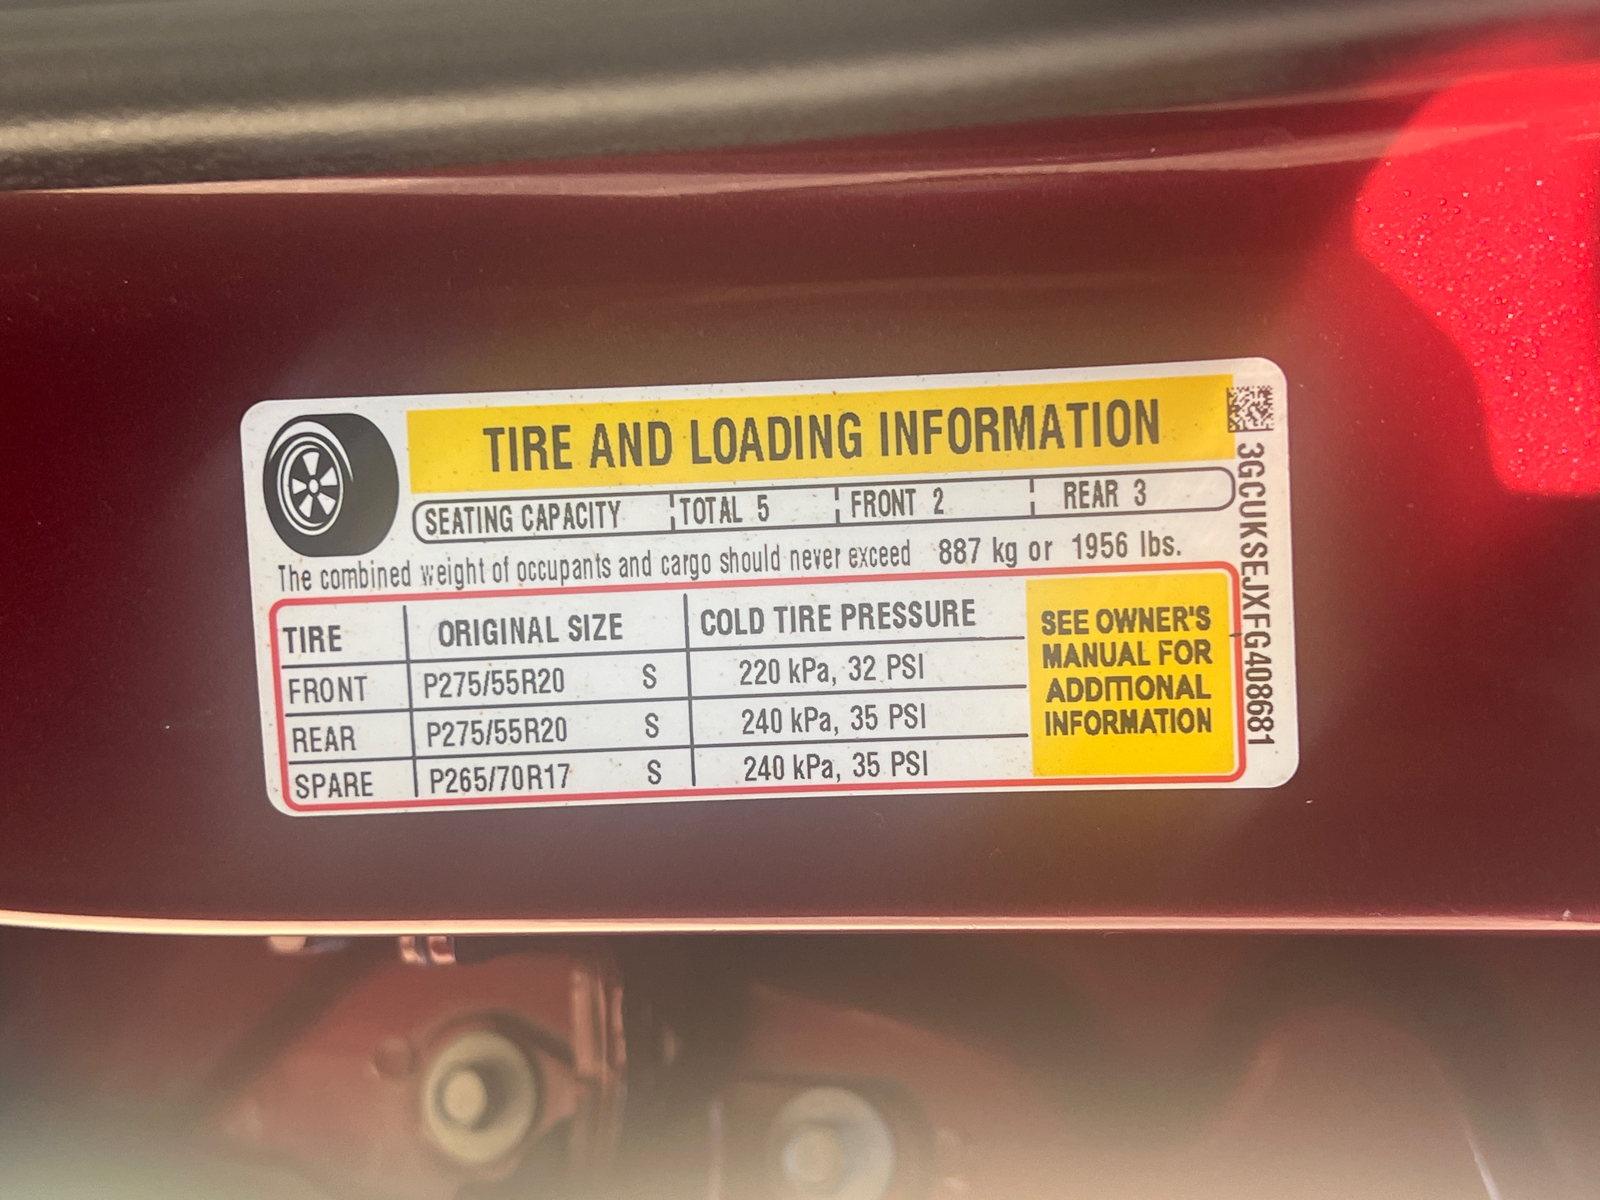 TIRE AND LOADING INFORMATION
SEATING CAPACITY TOTAL 5 FRONT 2 REAR 3
The combined weight of occupants and cargo should never exceed 887 kg or 1956 lbs.
TIRE ORIGINAL SIZE COLD TIRE PRESSURE
FRONT P275/55R20 S 220 kPa, 32 PSI
REAR P275/55R20 S 240 kPa, 35 PSI
SPARE P265/70R17 S 240 kPa, 35 PSI
SEE OWNER'S
MANUAL FOR
ADDITIONAL
INFORMATION
3GCUKSEJXFG408681